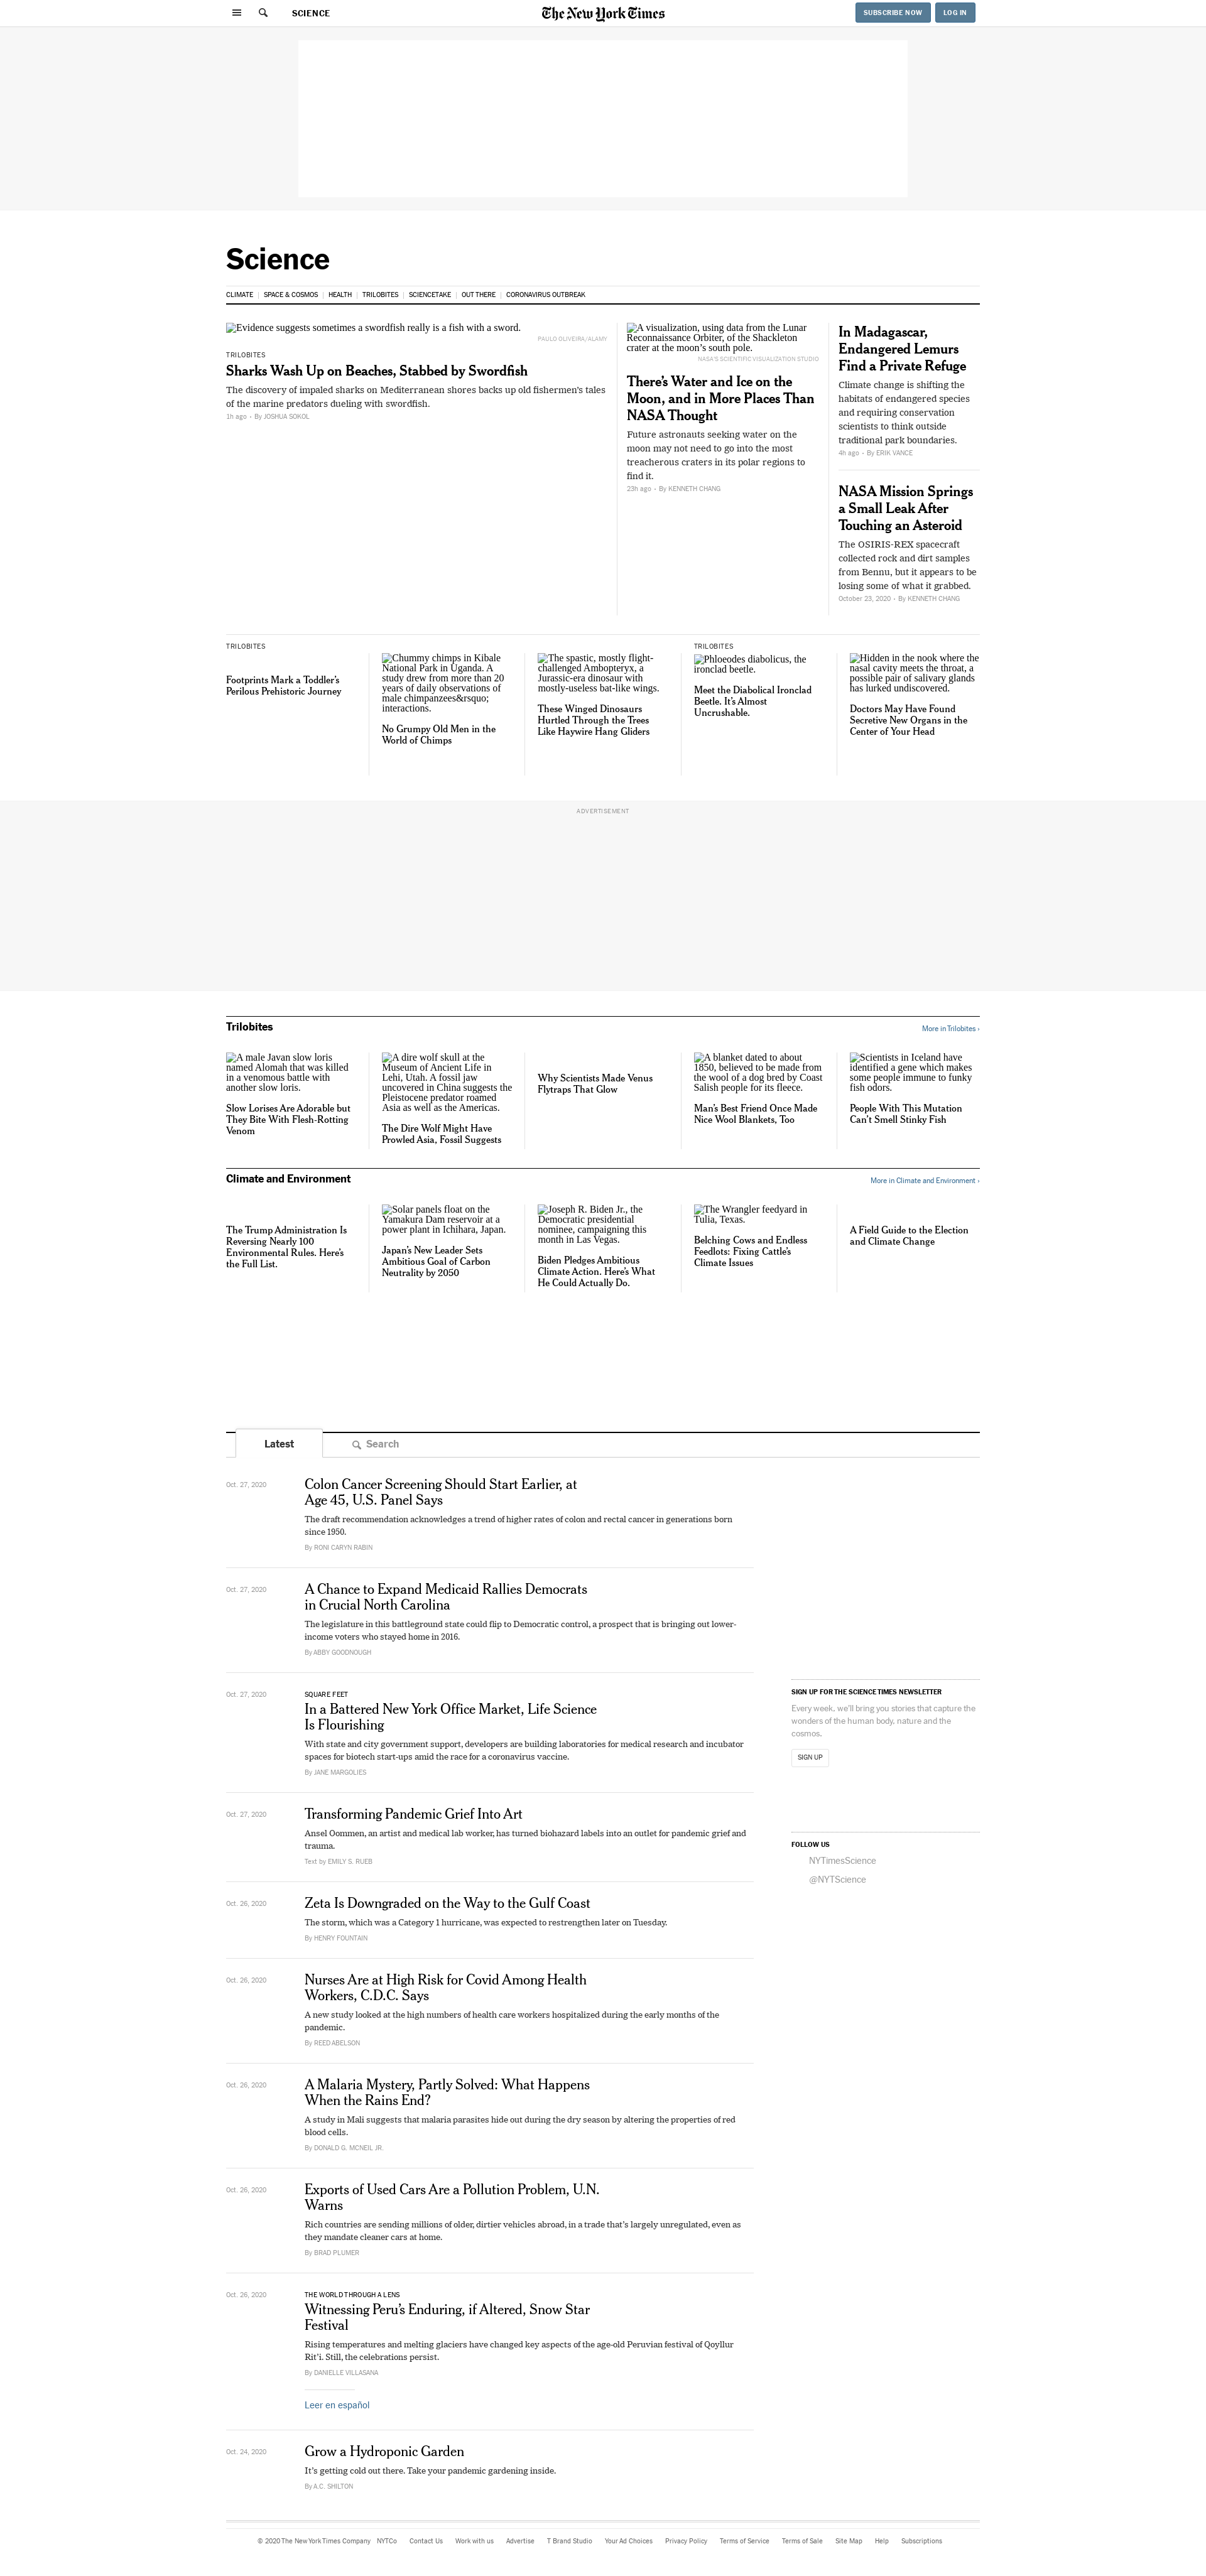 SCIENCE
The New York Times
SUBSCRIBE NOW
LOG IN
Science
CLIMATE
SPACE & COSMOS
HEALTH
TRILOBITES
SCIENCETAKE
OUT THERE
CORONAVIRUS OUTBREAK
Evidence suggests sometimes a swordfish really is a fish with a sword.
PAULO OLIVEIRA/ALAMY
TRILOBITES
Sharks Wash Up on Beaches, Stabbed by Swordfish
The discovery of impaled sharks on Mediterranean shores backs up old fishermen's tales
of the marine predators dueling with swordfish.
1h ago • By JOSHUA SOKOL
A visualization, using data from the Lunar
Reconnaissance Orbiter, of the Shackleton
crater at the moon's south pole.
NASA'S SCIENTIFIC VISUALIZATION STUDIO
There's Water and Ice on the
Moon, and in More Places Than
NASA Thought
Future astronauts seeking water on the
moon may not need to go into the most
treacherous craters in its polar regions to
find it.
23h ago • By KENNETH CHANG
In Madagascar,
Endangered Lemurs
Find a Private Refuge
Climate change is shifting the
habitats of endangered species
and requiring conservation
scientists to think outside
traditional park boundaries.
4h ago • By ERIK VANCE
NASA Mission Springs
a Small Leak After
Touching an Asteroid
The OSIRIS-REX spacecraft
collected rock and dirt samples
from Bennu, but it appears to be
losing some of what it grabbed.
October 23, 2020 • By KENNETH CHANG
TRILOBITES
Footprints Mark a Toddler's
Perilous Prehistoric Journey
Chummy chimps in Kibale
National Park in Uganda. A
study drew from more than 20
years of daily observations of
male chimpanzees&rsquo;
interactions.
No Grumpy Old Men in the
World of Chimps
The spastic, mostly flight-
challenged Ambopteryx, a
Jurassic-era dinosaur with
mostly-useless bat-like wings.
These Winged Dinosaurs
Hurtled Through the Trees
Like Haywire Hang Gliders
TRILOBITES
Phloeodes diabolicus, the
ironclad beetle.
Meet the Diabolical Ironclad
Beetle. It's Almost
Uncrushable.
Hidden in the nook where the
nasal cavity meets the throat, a
possible pair of salivary glands
has lurked undiscovered.
Doctors May Have Found
Secretive New Organs in the
Center of Your Head
ADVERTISEMENT
Trilobites
More in Trilobites ›
A male Javan slow loris
named Alomah that was killed
in a venomous battle with
another slow loris.
Slow Lorises Are Adorable but
They Bite With Flesh-Rotting
Venom
A dire wolf skull at the
Museum of Ancient Life in
Lehi, Utah. A fossil jaw
uncovered in China suggests the
Pleistocene predator roamed
Asia as well as the Americas.
The Dire Wolf Might Have
Prowled Asia, Fossil Suggests
Why Scientists Made Venus
Flytraps That Glow
A blanket dated to about
1850, believed to be made from
the wool of a dog bred by Coast
Salish people for its fleece.
Man's Best Friend Once Made
Nice Wool Blankets, Too
Scientists in Iceland have
identified a gene which makes
some people immune to funky
fish odors.
People With This Mutation
Can't Smell Stinky Fish
Climate and Environment
More in Climate and Environment ›
The Trump Administration Is
Reversing Nearly 100
Environmental Rules. Here's
the Full List.
Solar panels float on the
Yamakura Dam reservoir at a
power plant in Ichihara, Japan.
Japan's New Leader Sets
Ambitious Goal of Carbon
Neutrality by 2050
Joseph R. Biden Jr., the
Democratic presidential
nominee, campaigning this
month in Las Vegas.
Biden Pledges Ambitious
Climate Action. Here's What
He Could Actually Do.
The Wrangler feedyard in
Tulia, Texas.
Belching Cows and Endless
Feedlots: Fixing Cattle's
Climate Issues
A Field Guide to the Election
and Climate Change
Latest
Search
Oct. 27, 2020
Colon Cancer Screening Should Start Earlier, at
Age 45, U.S. Panel Says
The draft recommendation acknowledges a trend of higher rates of colon and rectal cancer in generations born
since 1950.
By RONI CARYN RABIN
Oct. 27, 2020
A Chance to Expand Medicaid Rallies Democrats
in Crucial North Carolina
The legislature in this battleground state could flip to Democratic control, a prospect that is bringing out lower-
income voters who stayed home in 2016.
By ABBY GOODNOUGH
Oct. 27, 2020
SQUARE FEET
In a Battered New York Office Market, Life Science
Is Flourishing
With state and city government support, developers are building laboratories for medical research and incubator
spaces for biotech start-ups amid the race for a coronavirus vaccine.
By JANE MARGOLIES
Oct. 27, 2020
Transforming Pandemic Grief Into Art
Ansel Oommen, an artist and medical lab worker, has turned biohazard labels into an outlet for pandemic grief and
trauma.
Text by EMILY S. RUEB
Oct. 26, 2020
Zeta Is Downgraded on the Way to the Gulf Coast
The storm, which was a Category 1 hurricane, was expected to restrengthen later on Tuesday.
By HENRY FOUNTAIN
Oct. 26, 2020
Nurses Are at High Risk for Covid Among Health
Workers, C.D.C. Says
A new study looked at the high numbers of health care workers hospitalized during the early months of the
pandemic.
By REED ABELSON
Oct. 26, 2020
A Malaria Mystery, Partly Solved: What Happens
When the Rains End?
A study in Mali suggests that malaria parasites hide out during the dry season by altering the properties of red
blood cells.
By DONALD G. MCNEIL JR.
Oct. 26, 2020
Exports of Used Cars Are a Pollution Problem, U.N.
Warns
Rich countries are sending millions of older, dirtier vehicles abroad, in a trade that's largely unregulated, even as
they mandate cleaner cars at home.
By BRAD PLUMER
Oct. 26, 2020
THE WORLD THROUGH A LENS
Witnessing Peru's Enduring, if Altered, Snow Star
Festival
Rising temperatures and melting glaciers have changed key aspects of the age-old Peruvian festival of Qoyllur
Rit'i. Still, the celebrations persist.
By DANIELLE VILLASANA
Leer en español
Oct. 24, 2020
Grow a Hydroponic Garden
It's getting cold out there. Take your pandemic gardening inside.
By A.C. SHILTON
SIGN UP FOR THE SCIENCE TIMES NEWSLETTER
Every week, we'll bring you stories that capture the
wonders of the human body, nature and the
cosmos.
SIGN UP
FOLLOW US
NYTimesScience
@NYTScience
© 2020 The New York Times Company
NYTCo
Contact Us
Work with us
Advertise
T Brand Studio
Your Ad Choices
Privacy Policy
Terms of Service
Terms of Sale
Site Map
Help
Subscriptions